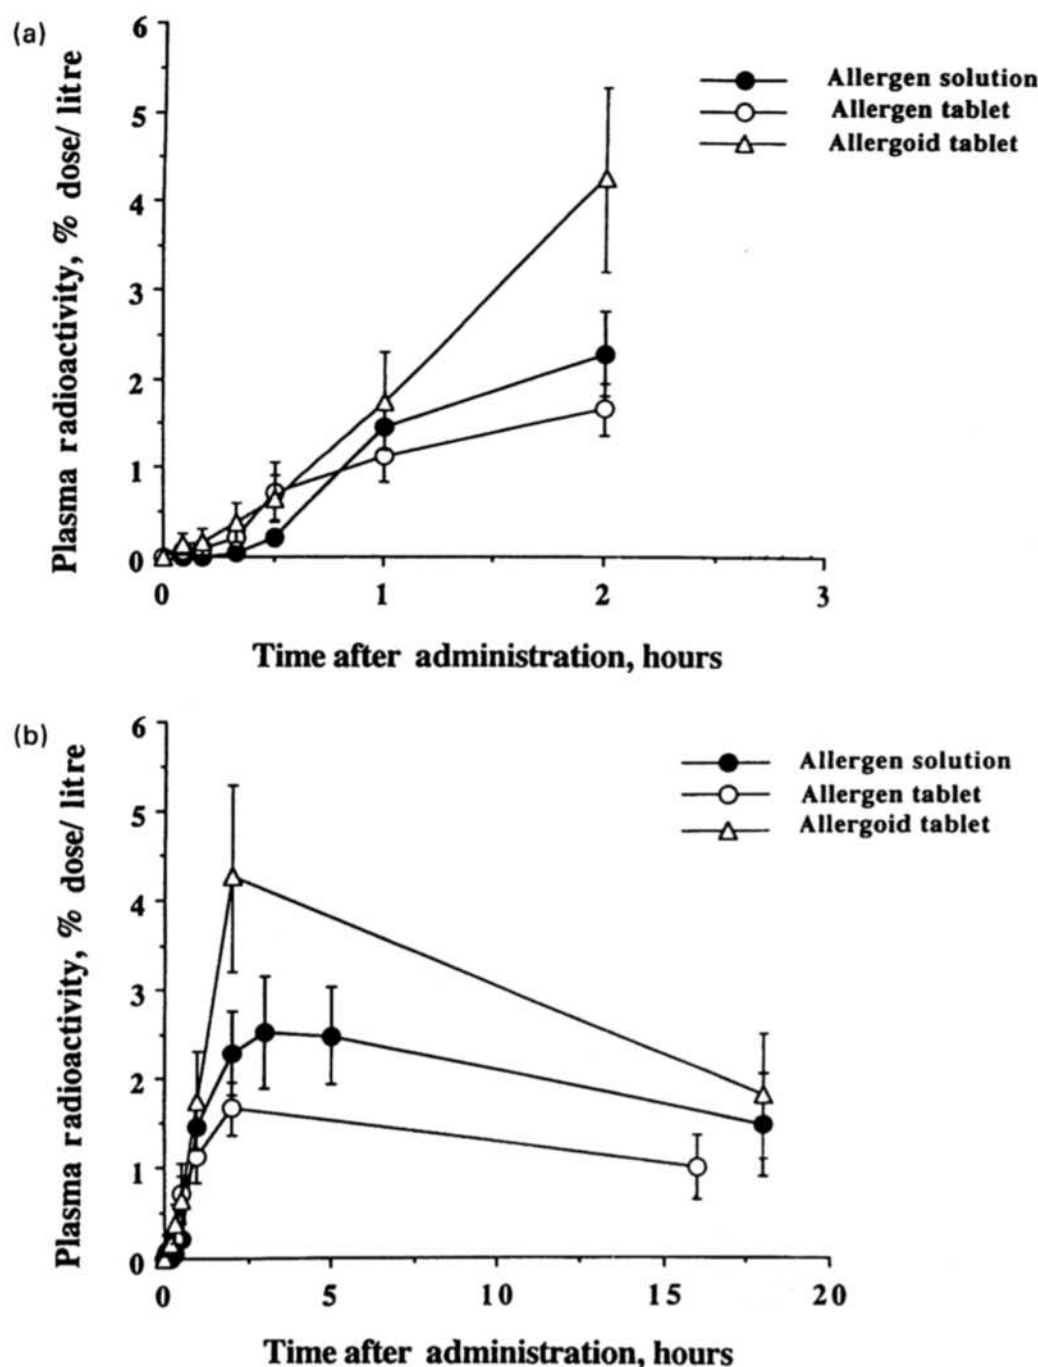 (a)
6
5
4
3
2
1
0
Plasma radioactivity, % dose/ litre
Allergen solution
Allergen tablet
Allergoid tablet
0 1 2 3
Time after administration, hours
(b)
6
5
4
3
2
1
0
Plasma radioactivity, % dose/ litre
Allergen solution
Allergen tablet
Allergoid tablet
0 5 10 15 20
Time after administration, hours